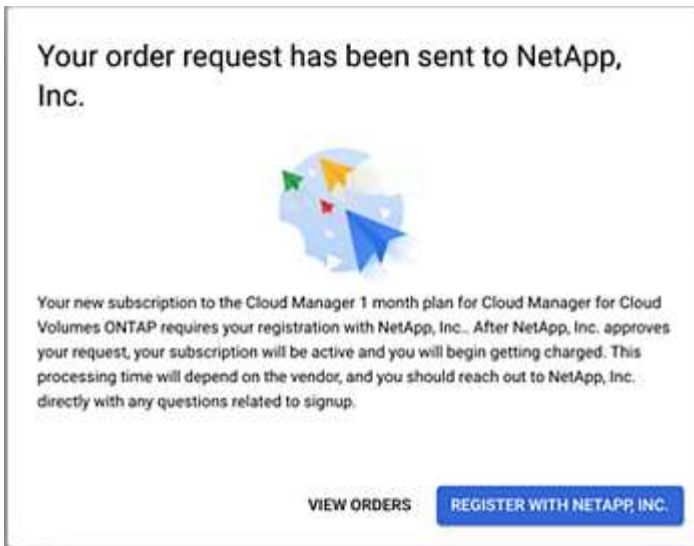 Your order request has been sent to NetApp,
Inc.
Your new subscription to the Cloud Manager 1 month plan for Cloud Manager for Cloud
Volumes ONTAP requires your registration with NetApp, Inc.. After NetApp, Inc. approves
your request, your subscription will be active and you will begin getting charged. This
processing time will depend on the vendor, and you should reach out to NetApp, Inc.
directly with any questions related to signup.
VIEW ORDERS
REGISTER WITH NETAPP, INC.